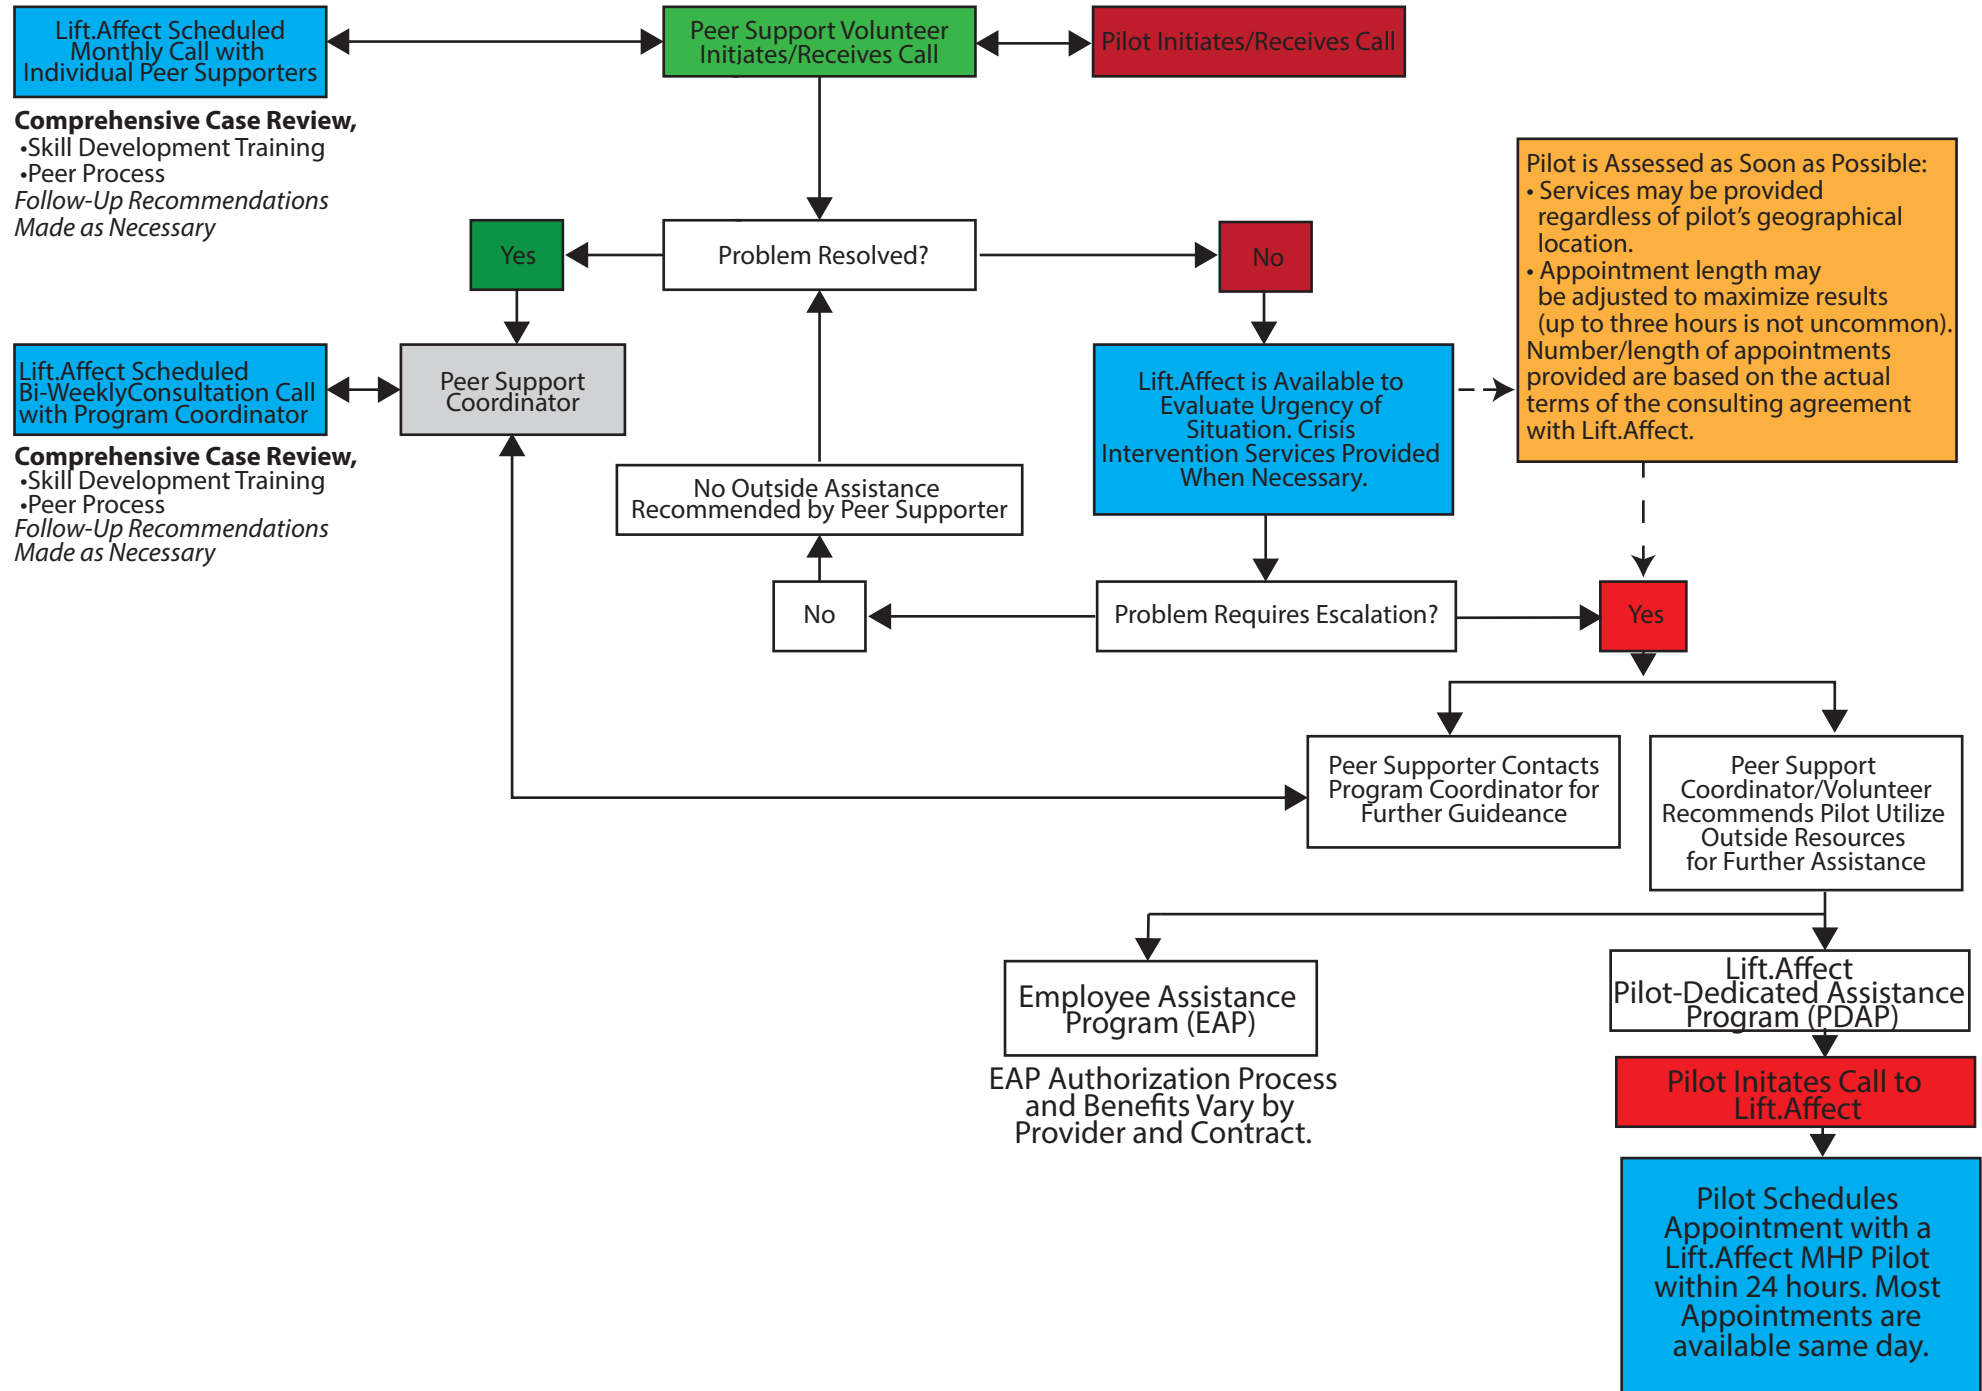 Lift.Affect Scheduled
Monthly Call with
Individual Peer Supporters
Peer Support Volunteer
Initiates/Receives Call
Pilot Initiates/Receives Call
Comprehensive Case Review,
•Skill Development Training
•Peer Process
Follow-Up Recommendations
Made as Necessary
Pilot is Assessed as Soon as Possible:
• Services may be provided
regardless of pilot's geographical
location.
• Appointment length may
be adjusted to maximize results
(up to three hours is not uncommon).
Number/length of appointments
provided are based on the actual
terms of the consulting agreement
with Lift.Affect.
Yes
Problem Resolved?
No
Lift.Affect Scheduled
Bi-WeeklyConsultation Call
with Program Coordinator
Peer Support
Coordinator
Lift.Affect is Available to
Evaluate Urgency of
Situation. Crisis
Intervention Services Provided
When Necessary.
Comprehensive Case Review,
•Skill Development Training
•Peer Process
Follow-Up Recommendations
Made as Necessary
No Outside Assistance
Recommended by Peer Supporter
No
Problem Requires Escalation?
Yes
Peer Supporter Contacts
Program Coordinator for
Further Guideance
Peer Support
Coordinator/Volunteer
Recommends Pilot Utilize
Outside Resources
for Further Assistance
Employee Assistance
Program (EAP)
EAP Authorization Process
and Benefits Vary by
Provider and Contract.
Lift.Affect
Pilot-Dedicated Assistance
Program (PDAP)
Pilot Initates Call to
Lift.Affect
Pilot Schedules
Appointment with a
Lift.Affect MHP Pilot
within 24 hours. Most
Appointments are
available same day.